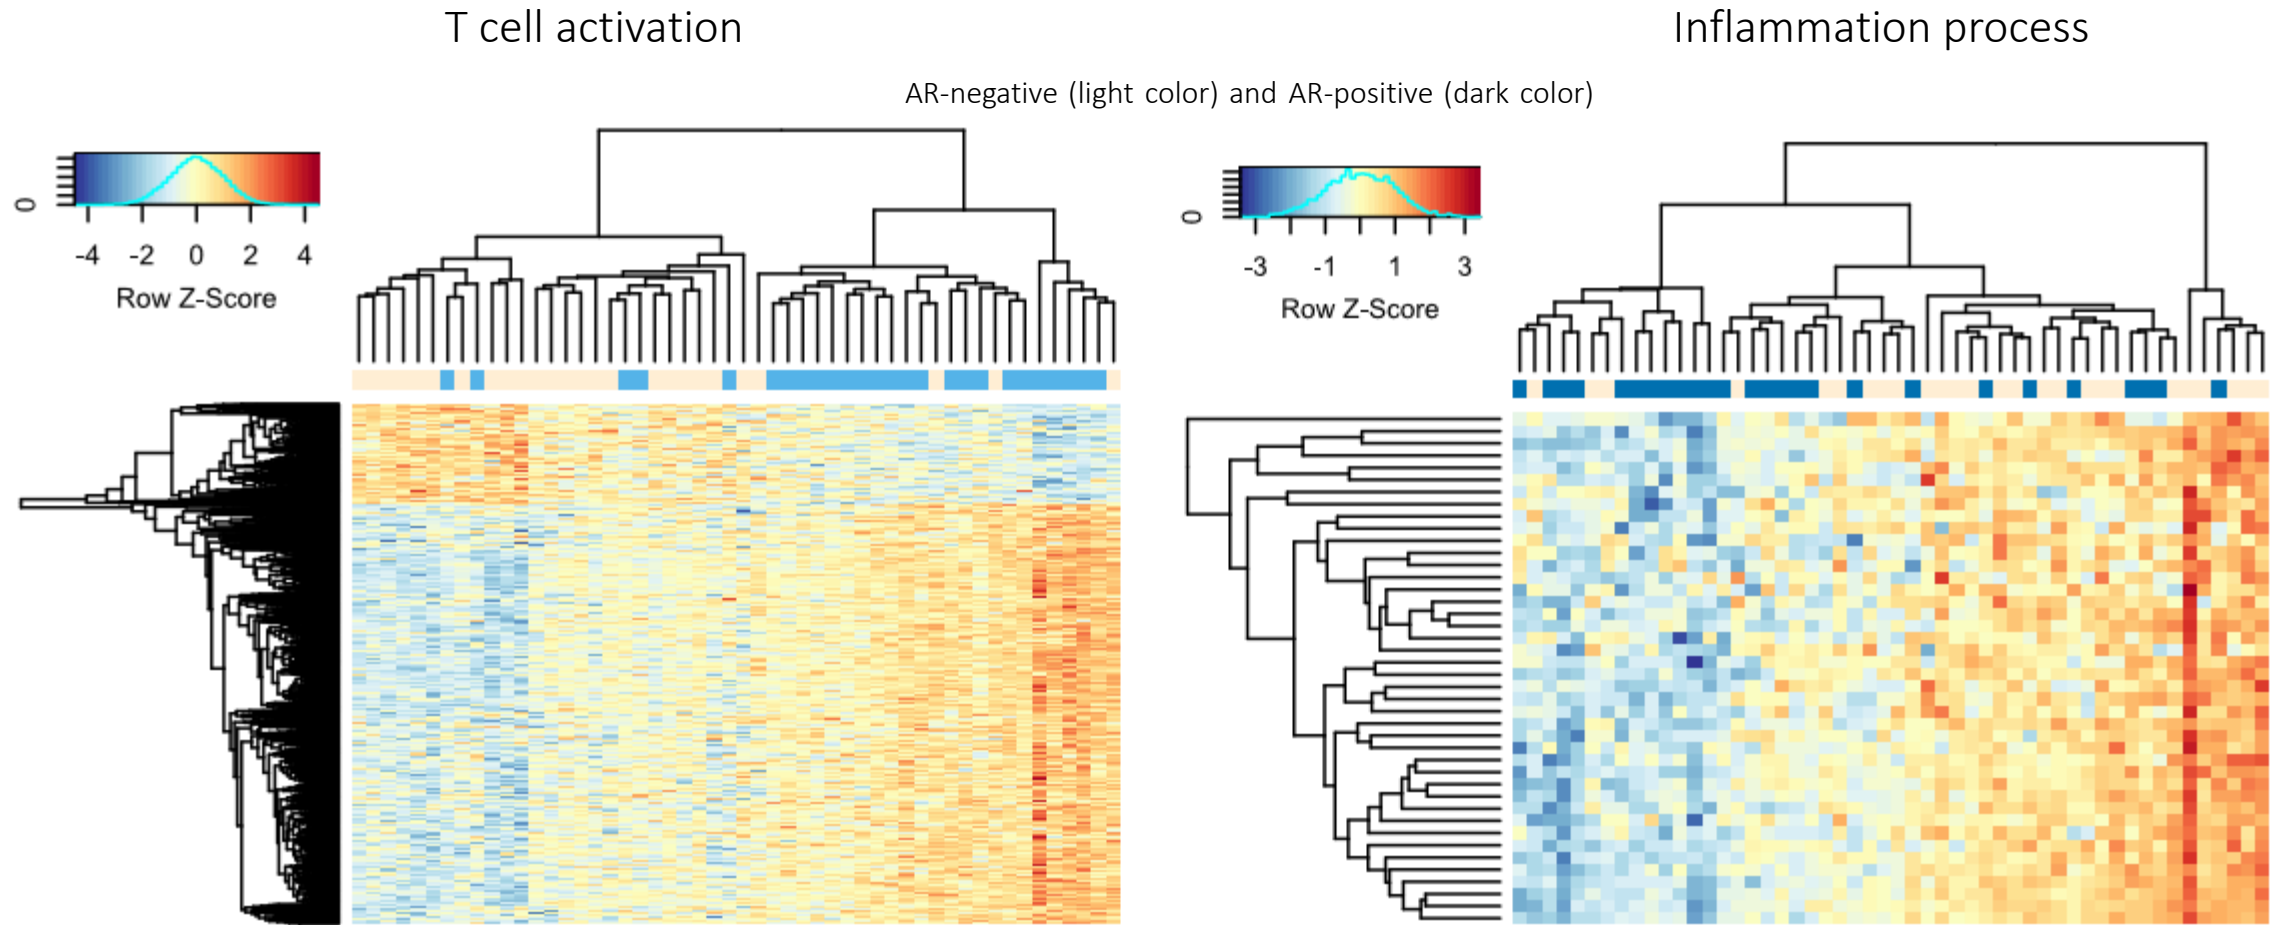 T cell activation
Inflammation process
AR-negative (light color) and AR-positive (dark color)
0
-4 -2 0 2 4
Row Z-Score
0
-3 -1 1 3
Row Z-Score